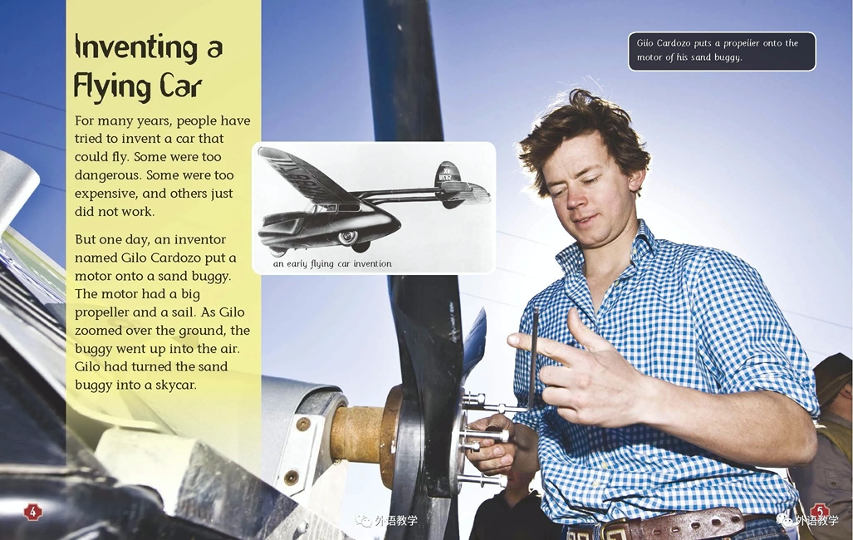 Inventing a
Flying Car
For many years, people have
tried to invent a car that
could fly. Some were too
dangerous. Some were too
expensive, and others just
did not work.
But one day, an inventor
named Gilo Cardozo put a
motor onto a sand buggy.
The motor had a big
propeller and a sail. As Gilo
zoomed over the ground, the
buggy went up into the air.
Gilo had turned the sand
buggy into a skycar.
an early flying car invention
Gilo Cardozo puts a propeller onto the
motor of his sand buggy.
4
外语教学
5
外语教学